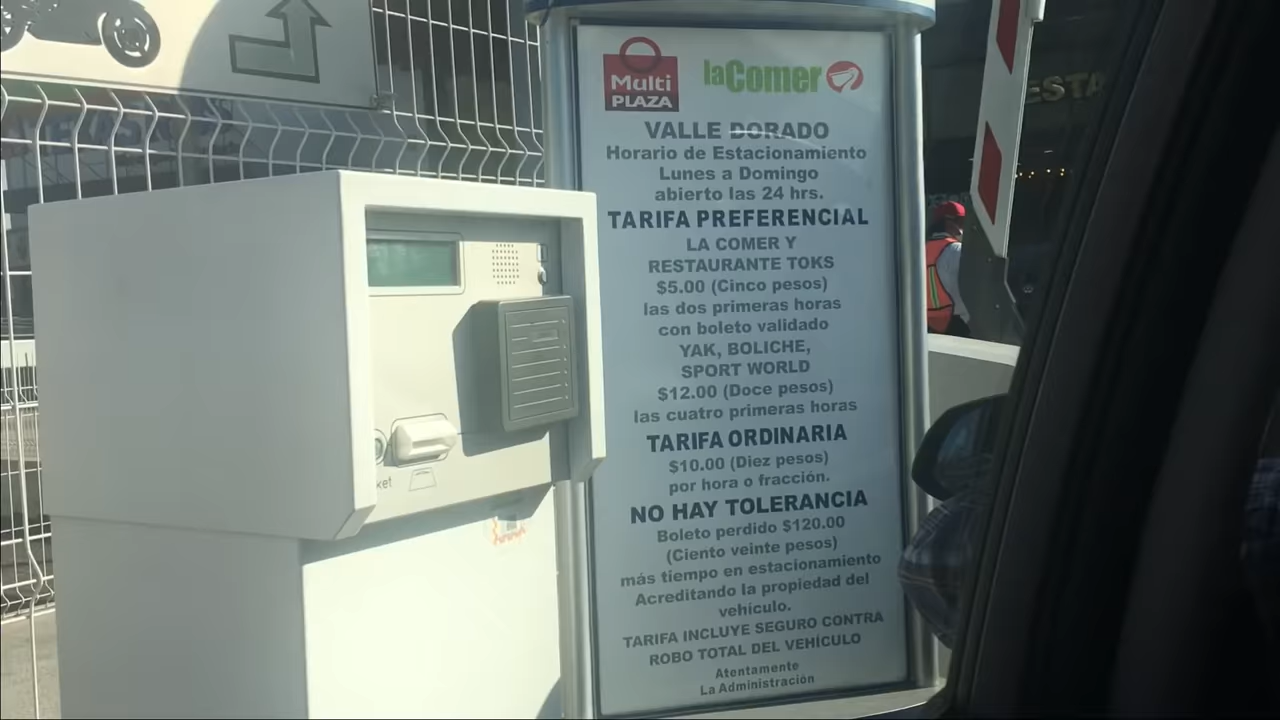 Multi
PLAZA
laComer
VALLE DORADO
Horario de Estacionamiento
Lunes a Domingo
abierto las 24 hrs.
TARIFA PREFERENCIAL
LA COMER Y
RESTAURANTE TOKS
$5.00 (Cinco pesos)
las dos primeras horas
con boleto validado
YAK, BOLICHE,
SPORT WORLD
$12.00 (Doce pesos)
las cuatro primeras horas
TARIFA ORDINARIA
$10.00 (Diez pesos)
por hora o fracción.
NO HAY TOLERANCIA
Boleto perdido $120.00
(Ciento veinte pesos)
más tiempo en estacionamiento
Acreditando la propiedad del
vehículo.
TARIFA INCLUYE SEGURO CONTRA
ROBO TOTAL DEL VEHÍCULO
Atentamente
La Administración
ket
ESTA